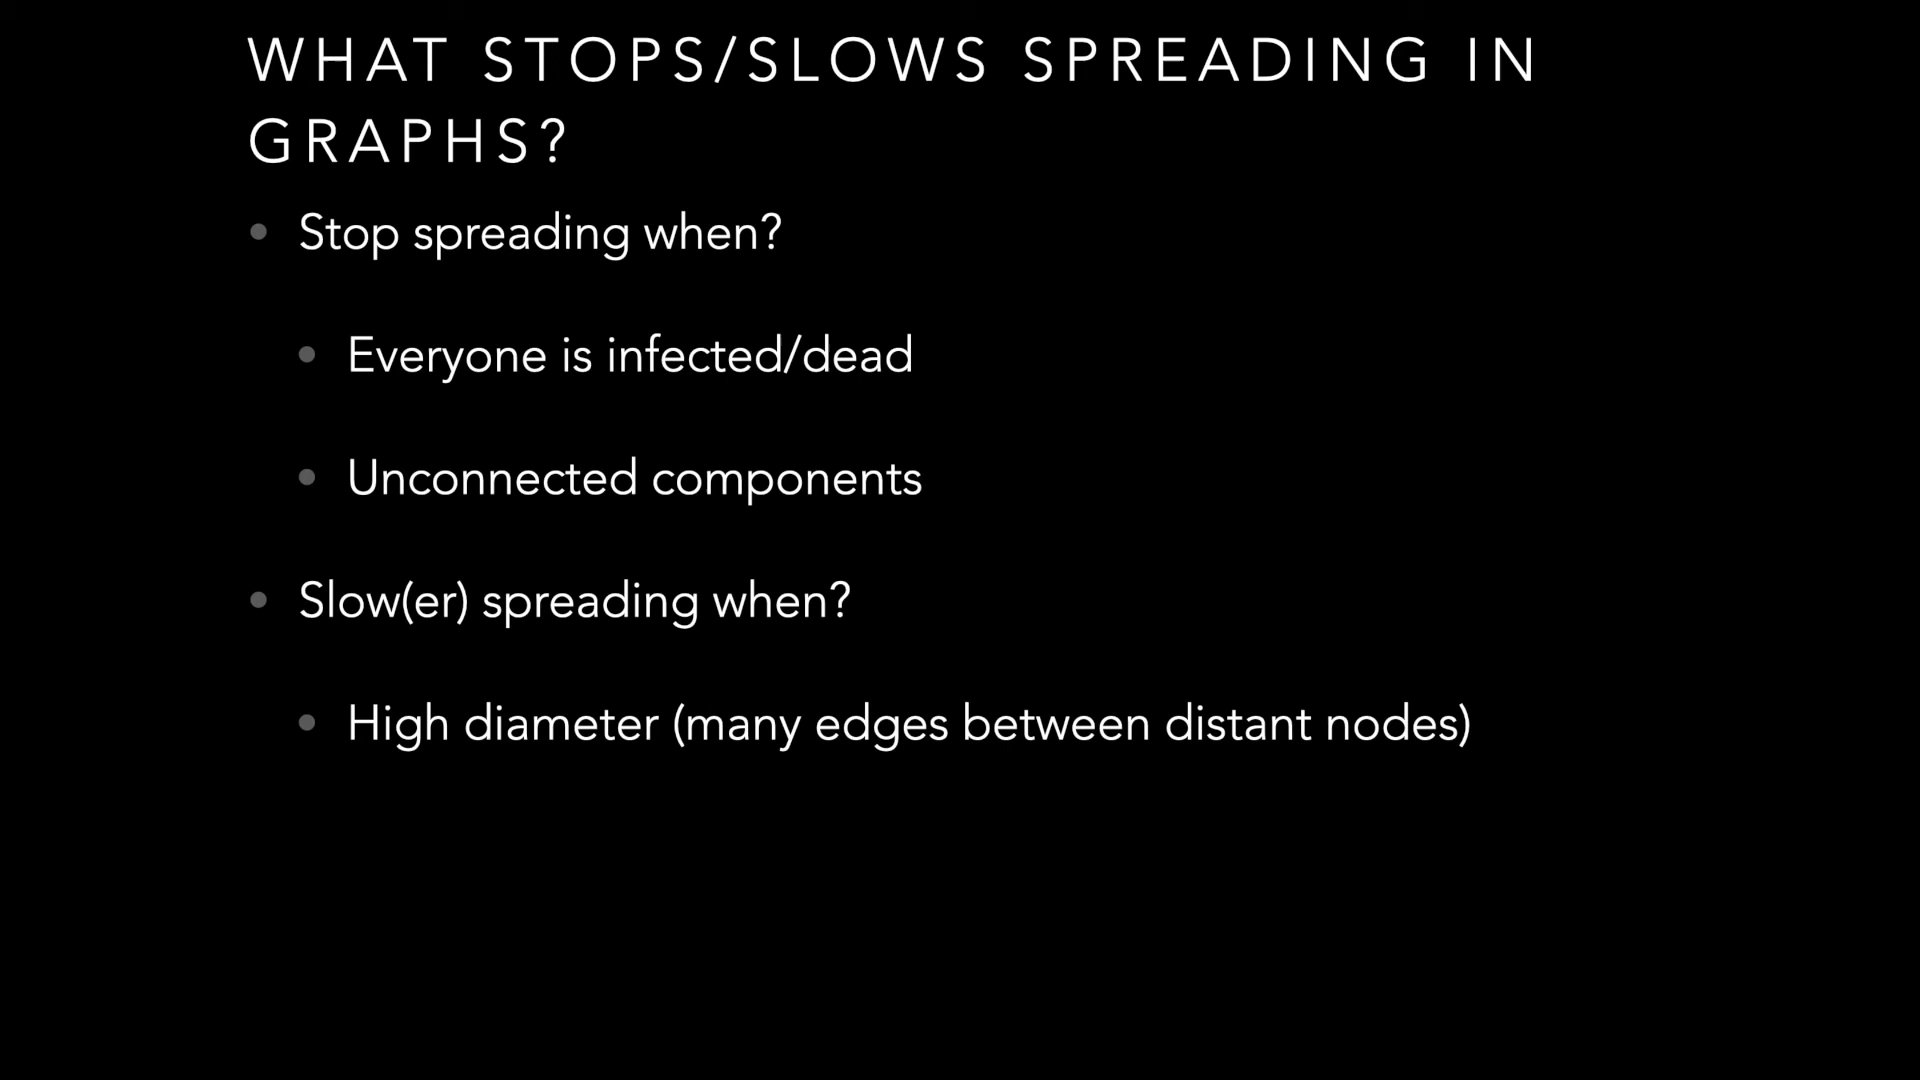 WHAT STOPS/SLOWS SPREADING IN
GRAPHS?
• Stop spreading when?
• Everyone is infected/dead
• Unconnected components
• Slow(er) spreading when?
• High diameter (many edges between distant nodes)